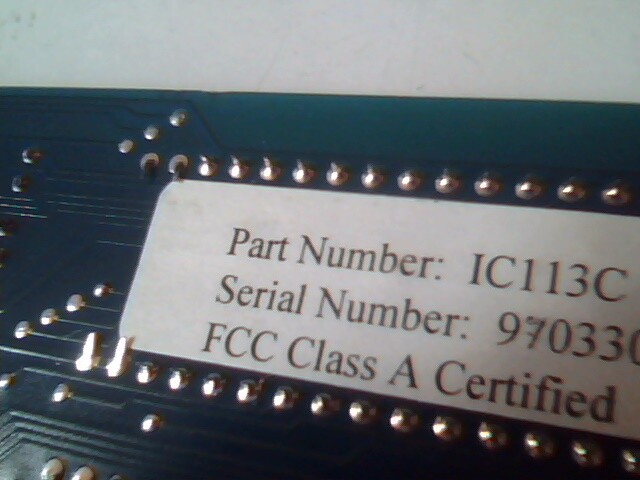 Part Number: IC113C
Serial Number: 970330
FCC Class A Certified